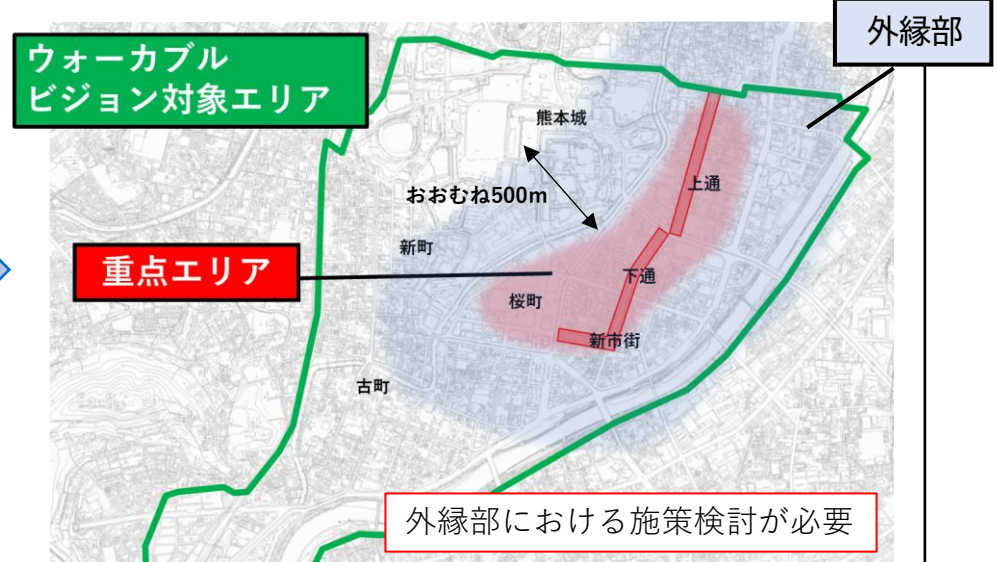 外縁部
ウォーカブル
ビジョン対象エリア
熊本城
上通
おおむね500m
新町
重点エリア
下通
桜町
新市街
古町
外縁部における施策検討が必要